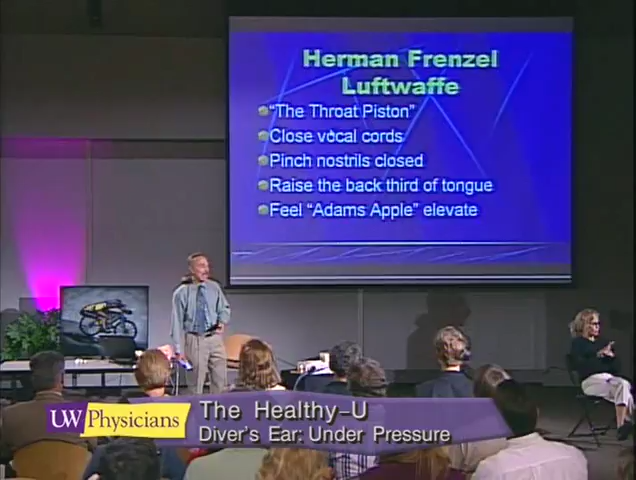 Herman Frenzel
Luftwaffe
"The Throat Piston"
Close vocal cords
Pinch nostrils closed
Raise the back third of tongue
Feel "Adams Apple" elevate
UW Physicians
The Healthy-U
Diver's Ear: Under Pressure